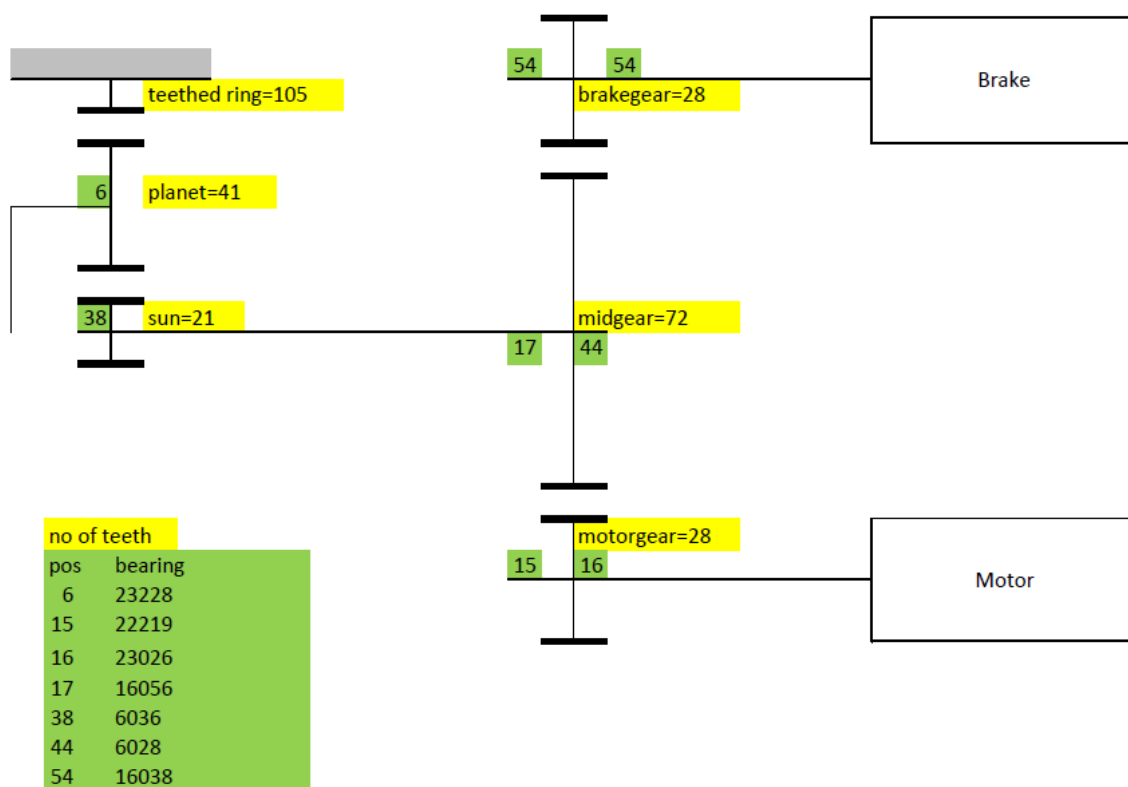 54 54
Brake
teethed ring=105
brakegear=28
6 planet=41
38 sun=21
midgear=72
17 44
no of teeth
motorgear=28
pos bearing
15 16
Motor
6 23228
15 22219
16 23026
17 16056
38 6036
44 6028
54 16038